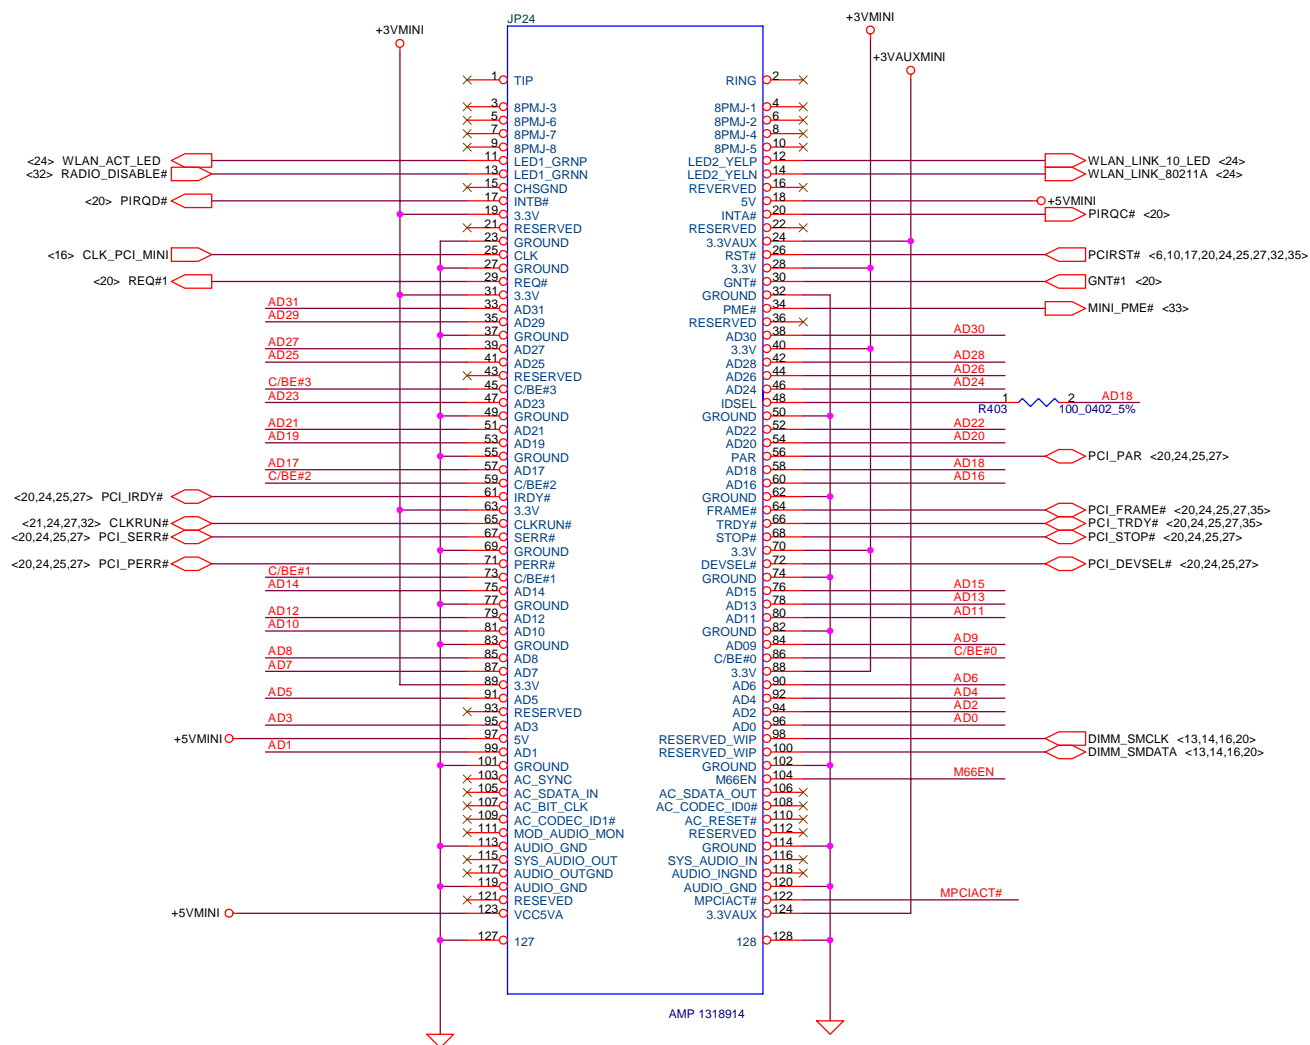 JP24
+3VMINI
+3VMINI
+3VAUXMINI
1 TIP RING 2
3 8PMJ-3 8PMJ-1 4
5 8PMJ-6 8PMJ-2 6
7 8PMJ-7 8PMJ-4 8
9 8PMJ-8 8PMJ-5 10
<24> WLAN_ACT_LED 11 LED1_GRNP LED2_YELP 12 WLAN_LINK_10_LED <24>
<32> RADIO_DISABLE# 13 LED1_GRNN LED2_YELN 14 WLAN_LINK_80211A <24>
15 CHSGND REVERVED 16
<20> PIRQD# 17 INTB# 5V 18 +5VMINI
19 3.3V INTA# 20 PIRQC# <20>
21 RESERVED RESERVED 22
23 GROUND 3.3VAUX 24
<16> CLK_PCI_MINI 25 CLK RST# 26 PCIRST# <6,10,17,20,24,25,27,32,35>
27 GROUND 3.3V 28
<20> REQ#1 29 REQ# GNT# 30 GNT#1 <20>
31 3.3V GROUND 32
AD31 33 AD31 PME# 34 MINI_PME# <33>
AD29 35 AD29 RESERVED 36
37 GROUND AD30 38 AD30
AD27 39 AD27 3.3V 40
AD25 41 AD25 AD28 42 AD28
43 RESERVED AD26 44 AD26
C/BE#3 45 C/BE#3 AD24 46 AD24
AD23 47 AD23 IDSEL 48 1 R403 100_0402_5% 2 AD18
49 GROUND GROUND 50
AD21 51 AD21 AD22 52 AD22
AD19 53 AD19 AD20 54 AD20
55 GROUND PAR 56 PCI_PAR <20,24,25,27>
AD17 57 AD17 AD18 58 AD18
C/BE#2 59 C/BE#2 AD16 60 AD16
<20,24,25,27> PCI_IRDY# 61 IRDY# GROUND 62
63 3.3V FRAME# 64 PCI_FRAME# <20,24,25,27,35>
<21,24,27,32> CLKRUN# 65 CLKRUN# TRDY# 66 PCI_TRDY# <20,24,25,27,35>
<20,24,25,27> PCI_SERR# 67 SERR# STOP# 68 PCI_STOP# <20,24,25,27>
69 GROUND 3.3V 70
<20,24,25,27> PCI_PERR# 71 PERR# DEVSEL# 72 PCI_DEVSEL# <20,24,25,27>
C/BE#1 73 C/BE#1 GROUND 74
AD14 75 AD14 AD15 76 AD15
77 GROUND AD13 78 AD13
AD12 79 AD12 AD11 80 AD11
AD10 81 AD10 GROUND 82
83 GROUND AD09 84 AD9
AD8 85 AD8 C/BE#0 86 C/BE#0
AD7 87 AD7 3.3V 88
89 3.3V AD6 90 AD6
AD5 91 AD5 AD4 92 AD4
93 RESERVED AD2 94 AD2
AD3 95 AD3 AD0 96 AD0
+5VMINI 97 5V RESERVED_WIP 98 DIMM_SMCLK <13,14,16,20>
AD1 99 AD1 RESERVED_WIP 100 DIMM_SMDATA <13,14,16,20>
101 GROUND GROUND 102
103 AC_SYNC M66EN 104 M66EN
105 AC_SDATA_IN AC_SDATA_OUT 106
107 AC_BIT_CLK AC_CODEC_ID0# 108
109 AC_CODEC_ID1# AC_RESET# 110
111 MOD_AUDIO_MON RESERVED 112
113 AUDIO_GND GROUND 114
115 SYS_AUDIO_OUT SYS_AUDIO_IN 116
117 AUDIO_OUTGND AUDIO_INGND 118
119 AUDIO_GND AUDIO_GND 120
121 RESEVED MPCIACT# 122 MPCIACT#
+5VMINI 123 VCC5VA 3.3VAUX 124
127 127 128 128
AMP 1318914